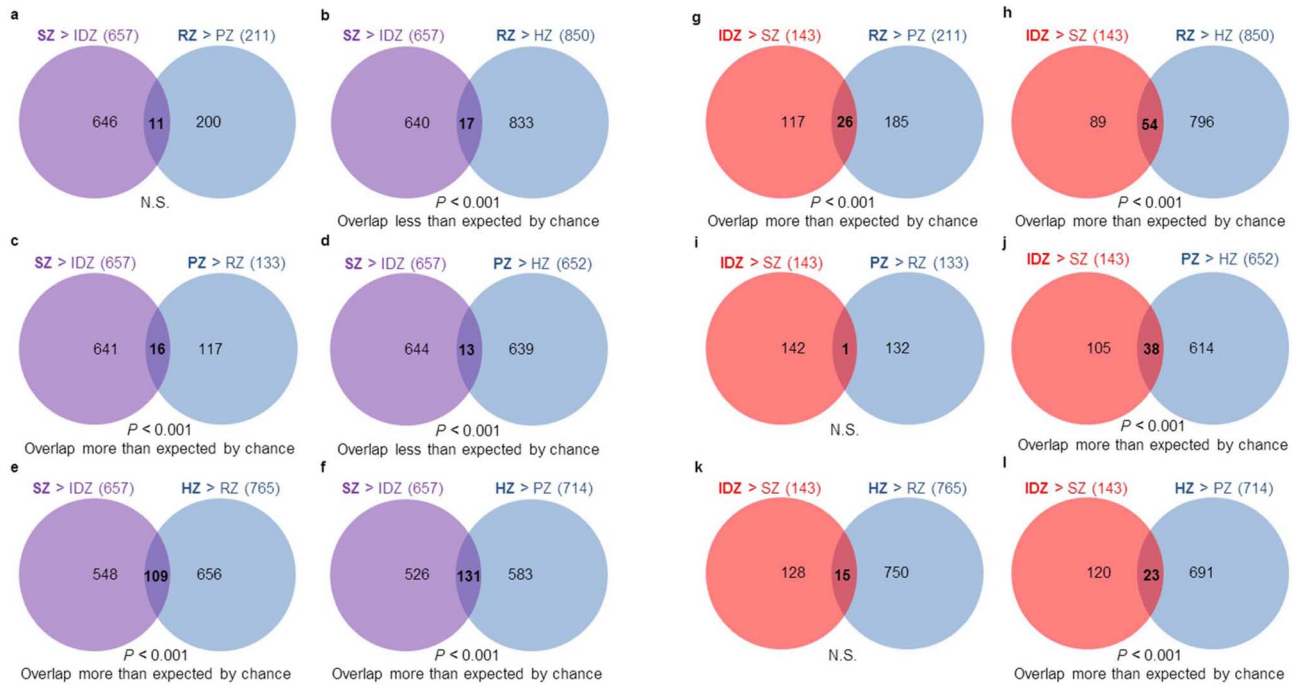 a
SZ > IDZ (657) RZ > PZ (211)
646 11 200
N.S.
b
SZ > IDZ (657) RZ > HZ (850)
640 17 833
P < 0.001
Overlap less than expected by chance
c
SZ > IDZ (657) PZ > RZ (133)
641 16 117
P < 0.001
Overlap more than expected by chance
d
SZ > IDZ (657) PZ > HZ (652)
644 13 639
P < 0.001
Overlap less than expected by chance
e
SZ > IDZ (657) HZ > RZ (765)
548 109 656
P < 0.001
Overlap more than expected by chance
f
SZ > IDZ (657) HZ > PZ (714)
526 131 583
P < 0.001
Overlap more than expected by chance
g
IDZ > SZ (143) RZ > PZ (211)
117 26 185
P < 0.001
Overlap more than expected by chance
h
IDZ > SZ (143) RZ > HZ (850)
89 54 796
P < 0.001
Overlap more than expected by chance
i
IDZ > SZ (143) PZ > RZ (133)
142 1 132
N.S.
j
IDZ > SZ (143) PZ > HZ (652)
105 38 614
P < 0.001
Overlap more than expected by chance
k
IDZ > SZ (143) HZ > RZ (765)
128 15 750
N.S.
l
IDZ > SZ (143) HZ > PZ (714)
120 23 691
P < 0.001
Overlap more than expected by chance